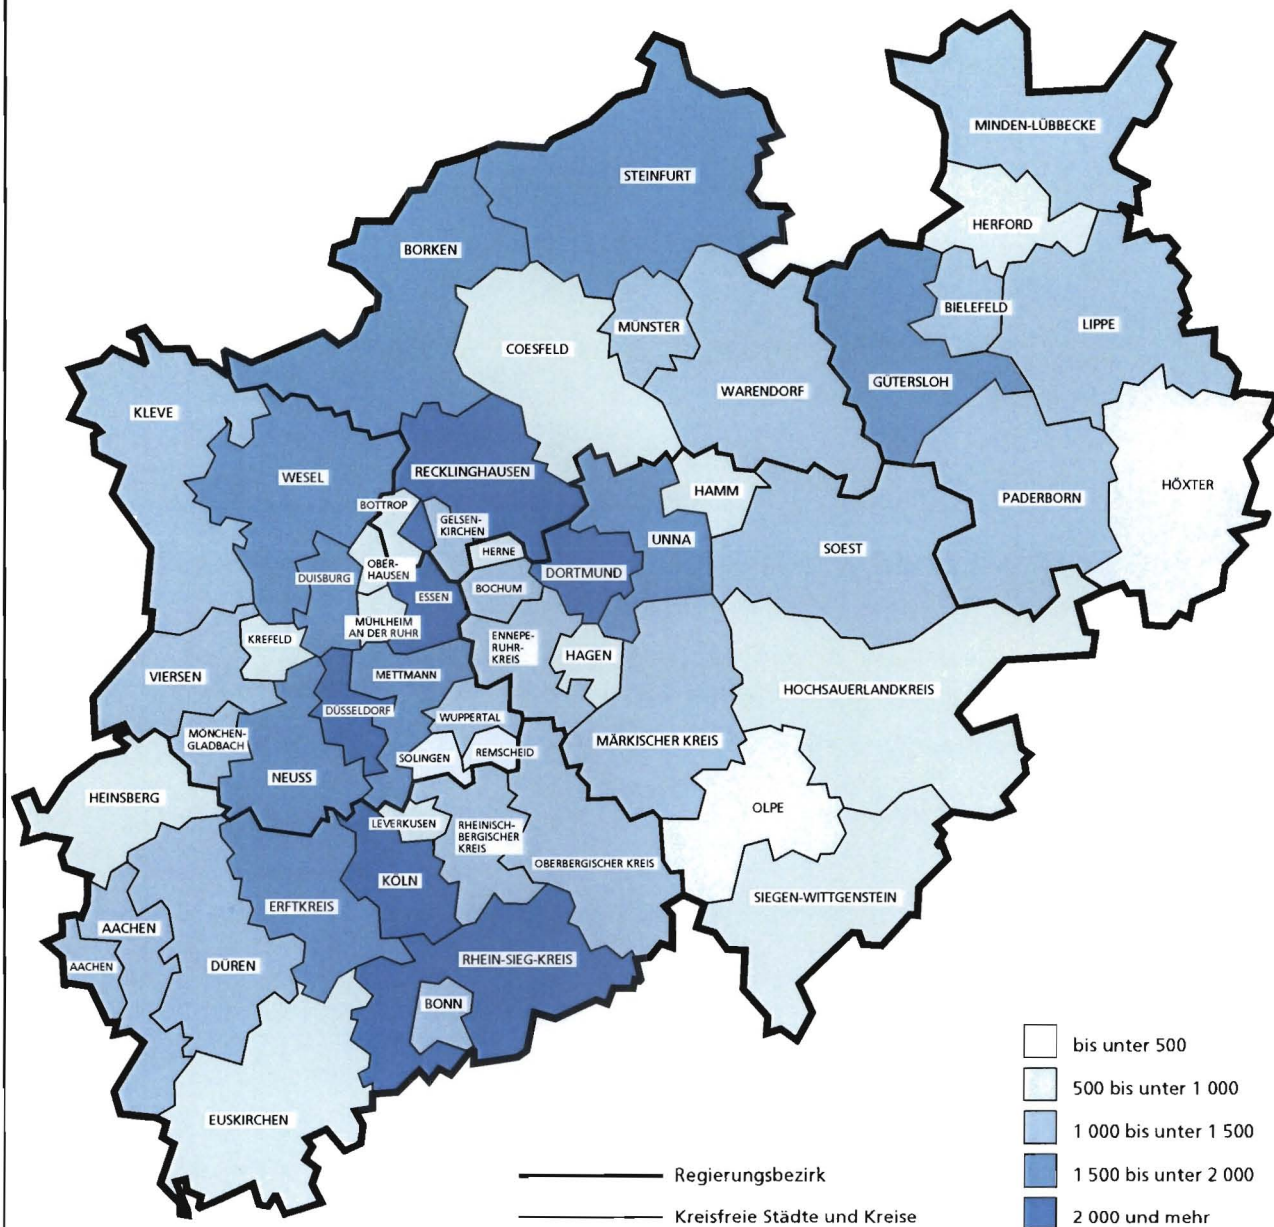 MINDEN-LÜBBECKE
STEINFURT
HERFORD
BORKEN
BIELEFELD
LIPPE
MÜNSTER
COESFELD
GÜTERSLOH
WARENDORF
KLEVE
RECKLINGHAUSEN
WESEL
HAMM
HÖXTER
PADERBORN
BOTTROP
GELSEN-
KIRCHEN
UNNA
SOEST
HERNE
OBER-
HAUSEN
DORTMUND
DUISBURG
BOCHUM
ESSEN
MÜHLHEIM
AN DER RUHR
KREFELD
ENNEPE-
RUHR-
KREIS
HAGEN
VIERSEN
METTMANN
HOCHSAUERLANDKREIS
DÜSSELDORF
WUPPERTAL
MÖNCHEN-
GLADBACH
MÄRKISCHER KREIS
SOLINGEN
REMSCHEID
NEUSS
HEINSBERG
OLPE
LEVERKUSEN
RHEINISCH-
BERGISCHER
KREIS
OBERBERGISCHER KREIS
KÖLN
SIEGEN-WITTGENSTEIN
ERFTKREIS
AACHEN
RHEIN-SIEG-KREIS
AACHEN
DÜREN
BONN
EUSKIRCHEN
bis unter 500
500 bis unter 1 000
1 000 bis unter 1 500
1 500 bis unter 2 000
2 000 und mehr
Regierungsbezirk
Kreisfreie Städte und Kreise